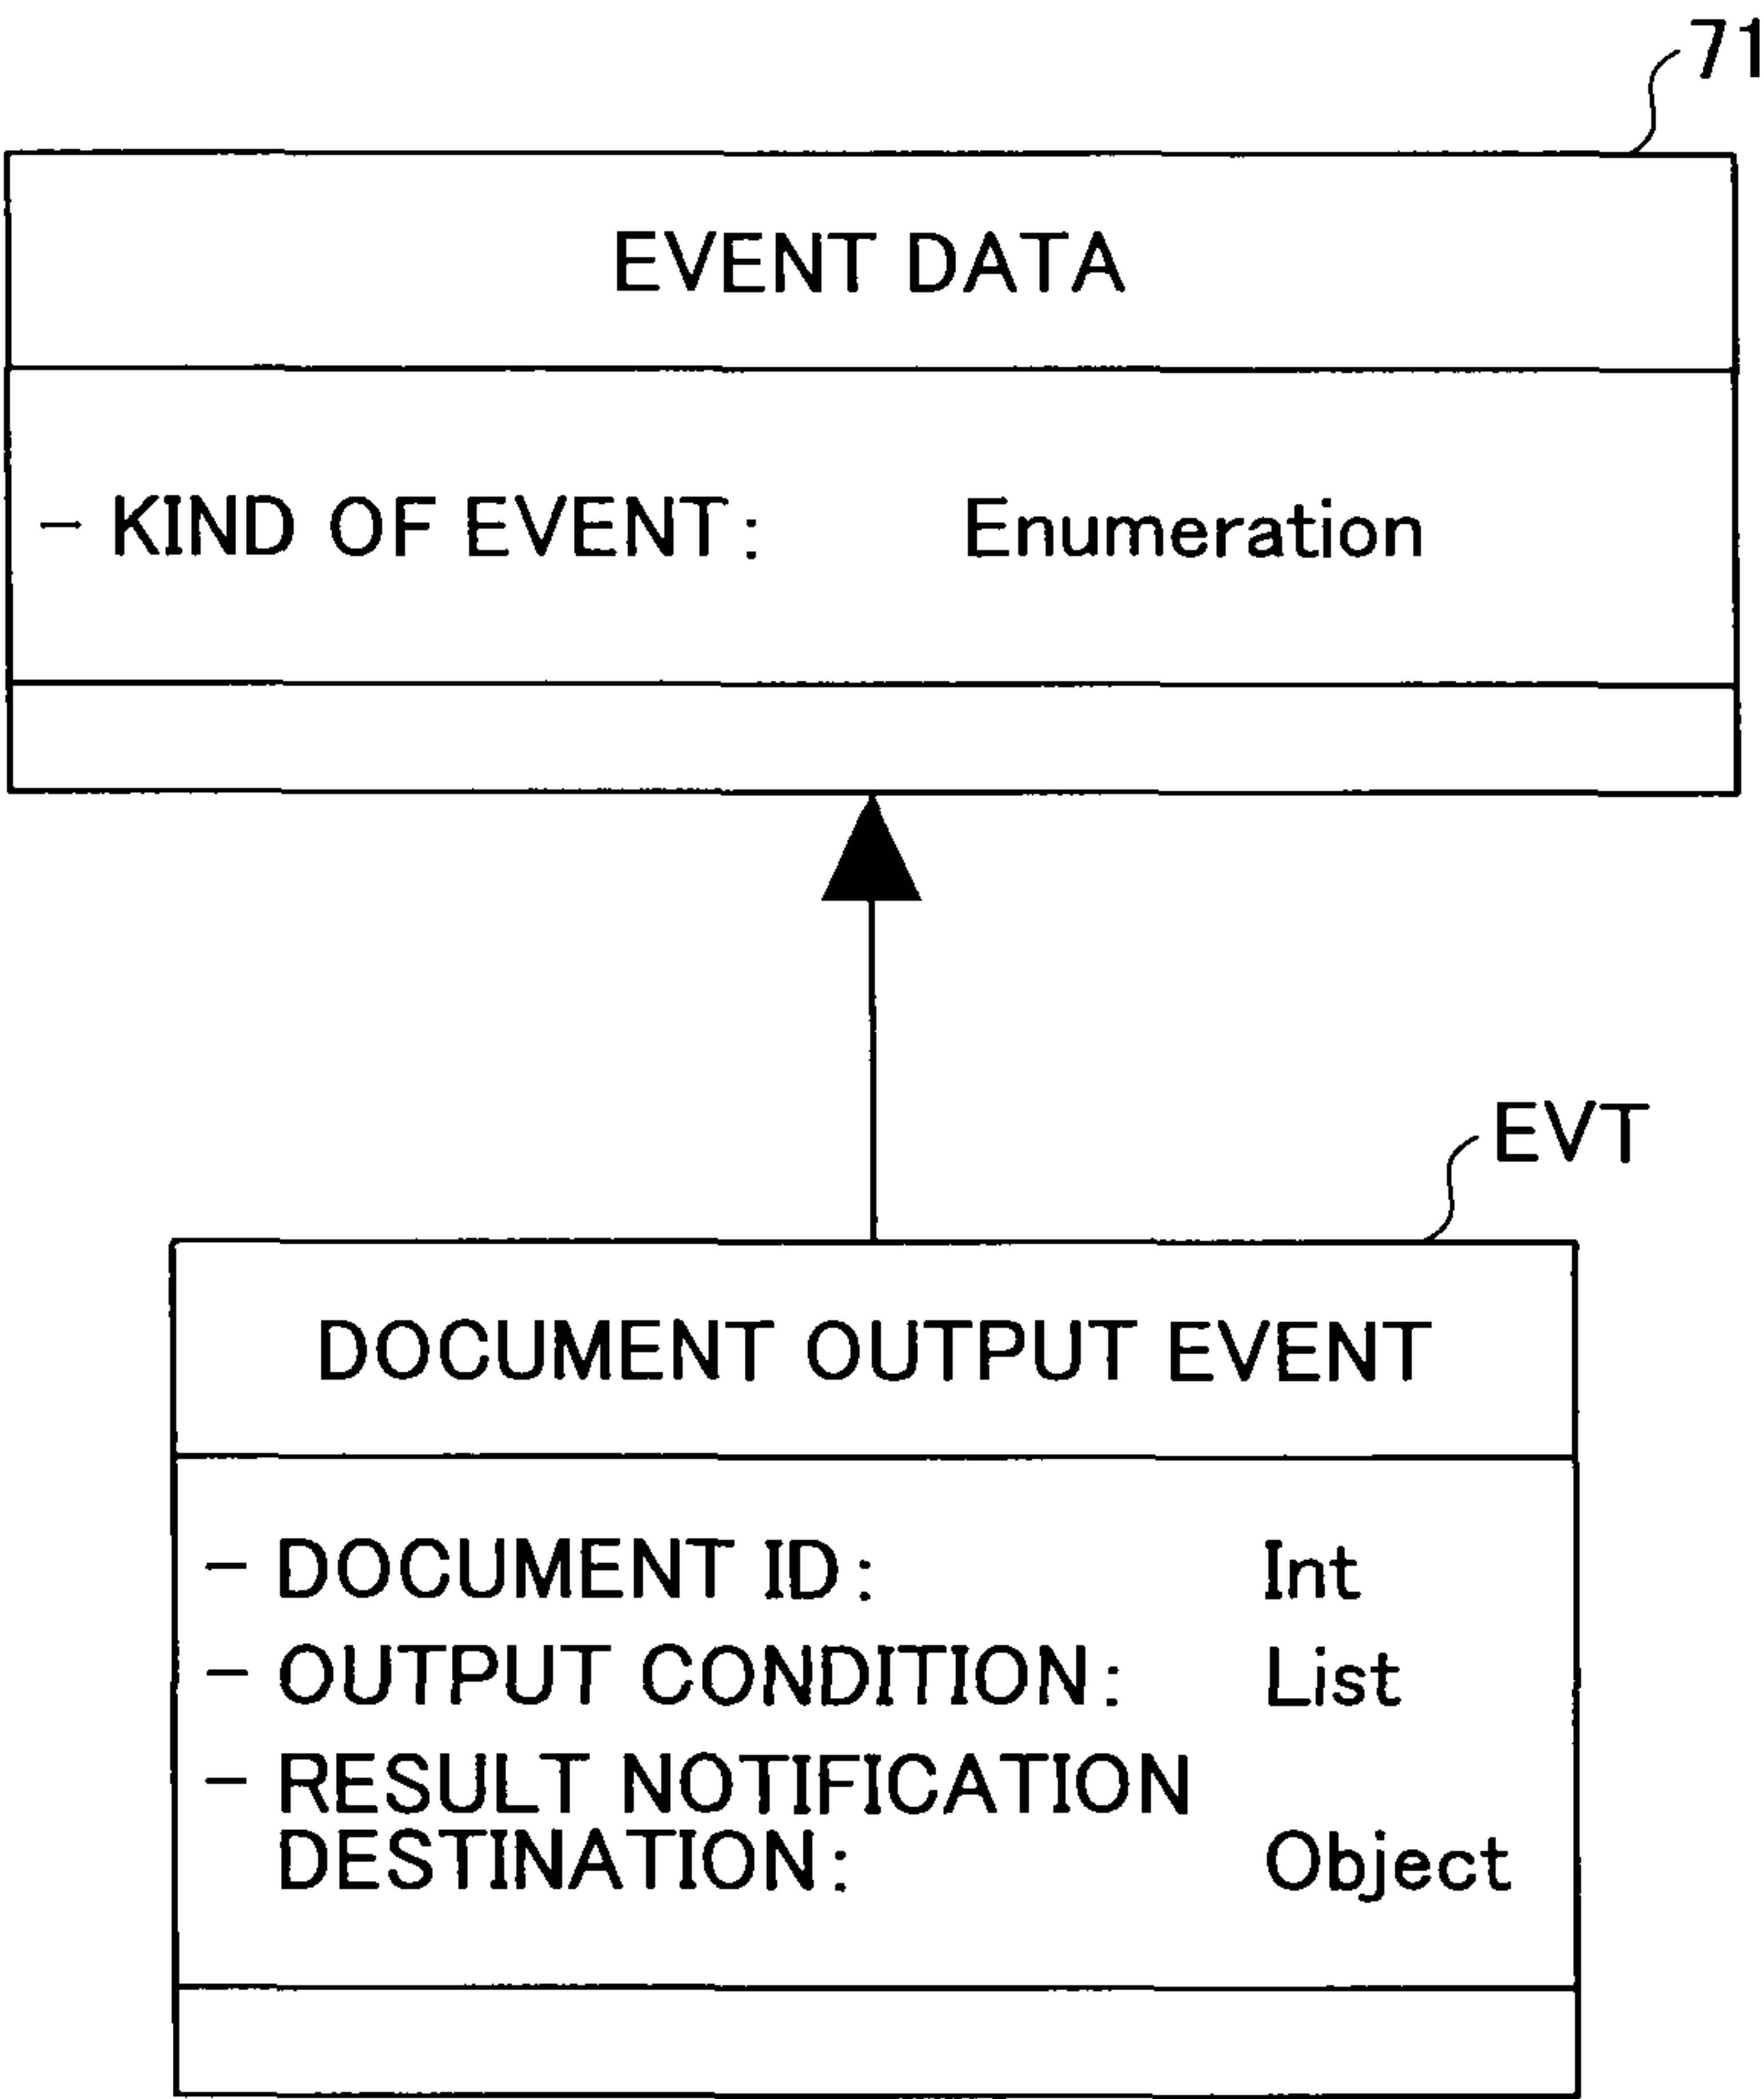 71
EVENT DATA
- KIND OF EVENT: Enumeration
EVT
DOCUMENT OUTPUT EVENT
- DOCUMENT ID: Int
- OUTPUT CONDITION: List
- RESULT NOTIFICATION
DESTINATION: Object